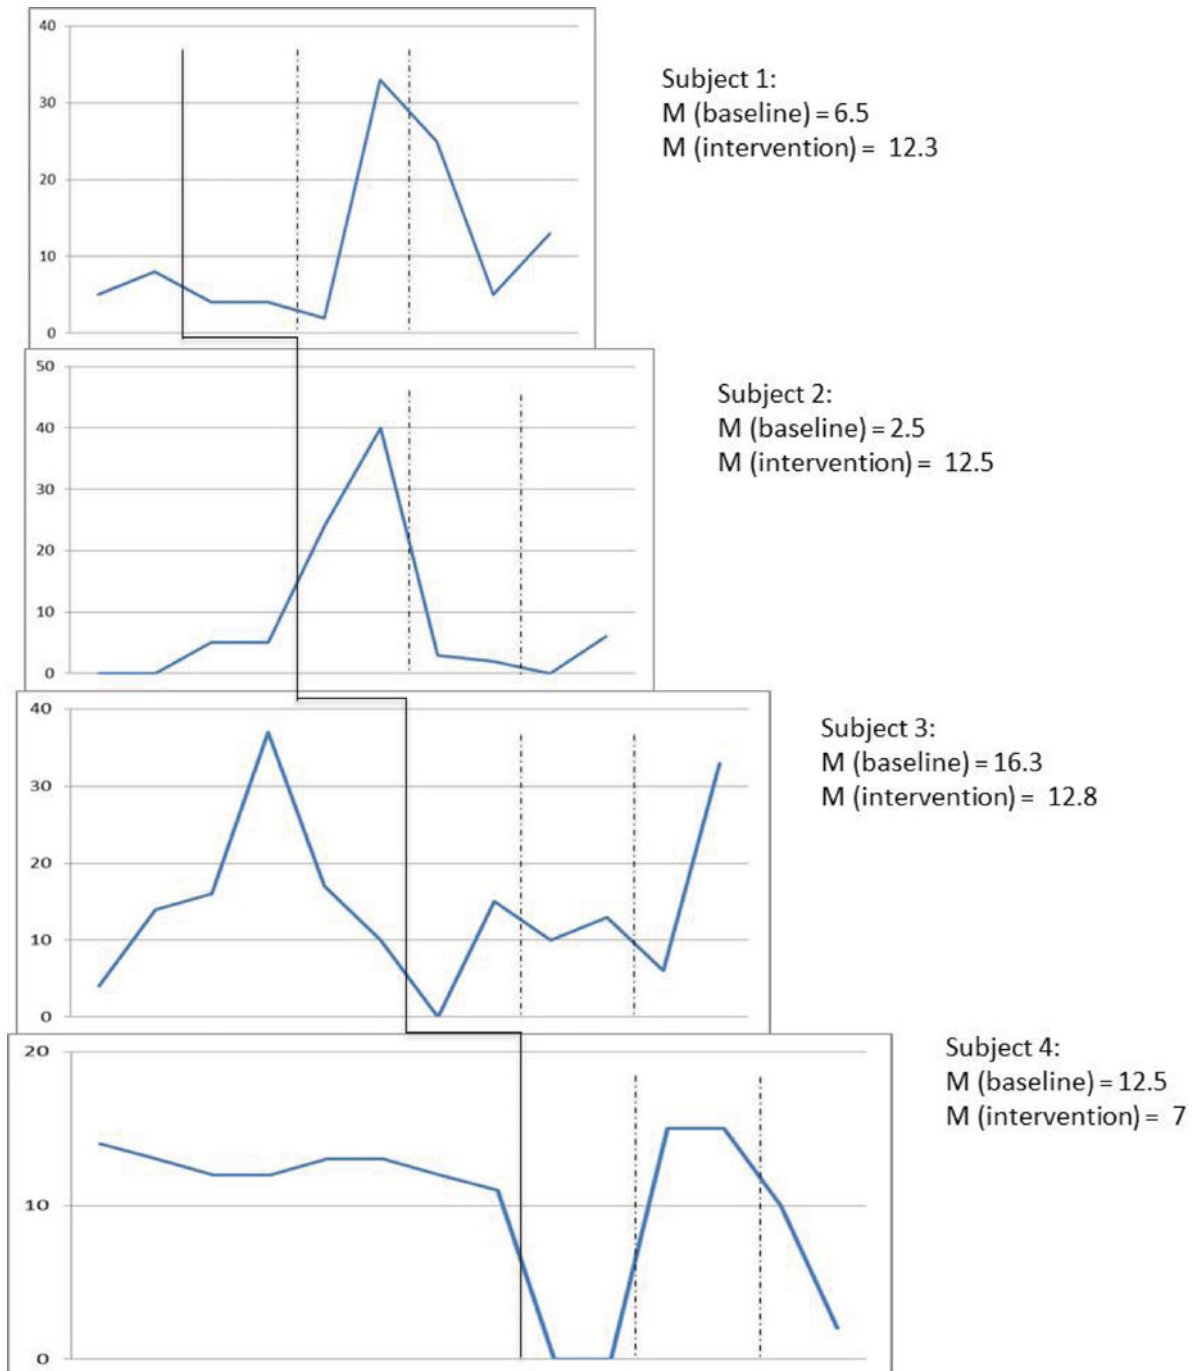 40
30
20
10
0
Subject 1:
M (baseline) = 6.5
M (intervention) = 12.3
50
40
30
20
10
0
Subject 2:
M (baseline) = 2.5
M (intervention) = 12.5
40
30
20
10
0
Subject 3:
M (baseline) = 16.3
M (intervention) = 12.8
20
10
0
Subject 4:
M (baseline) = 12.5
M (intervention) = 7